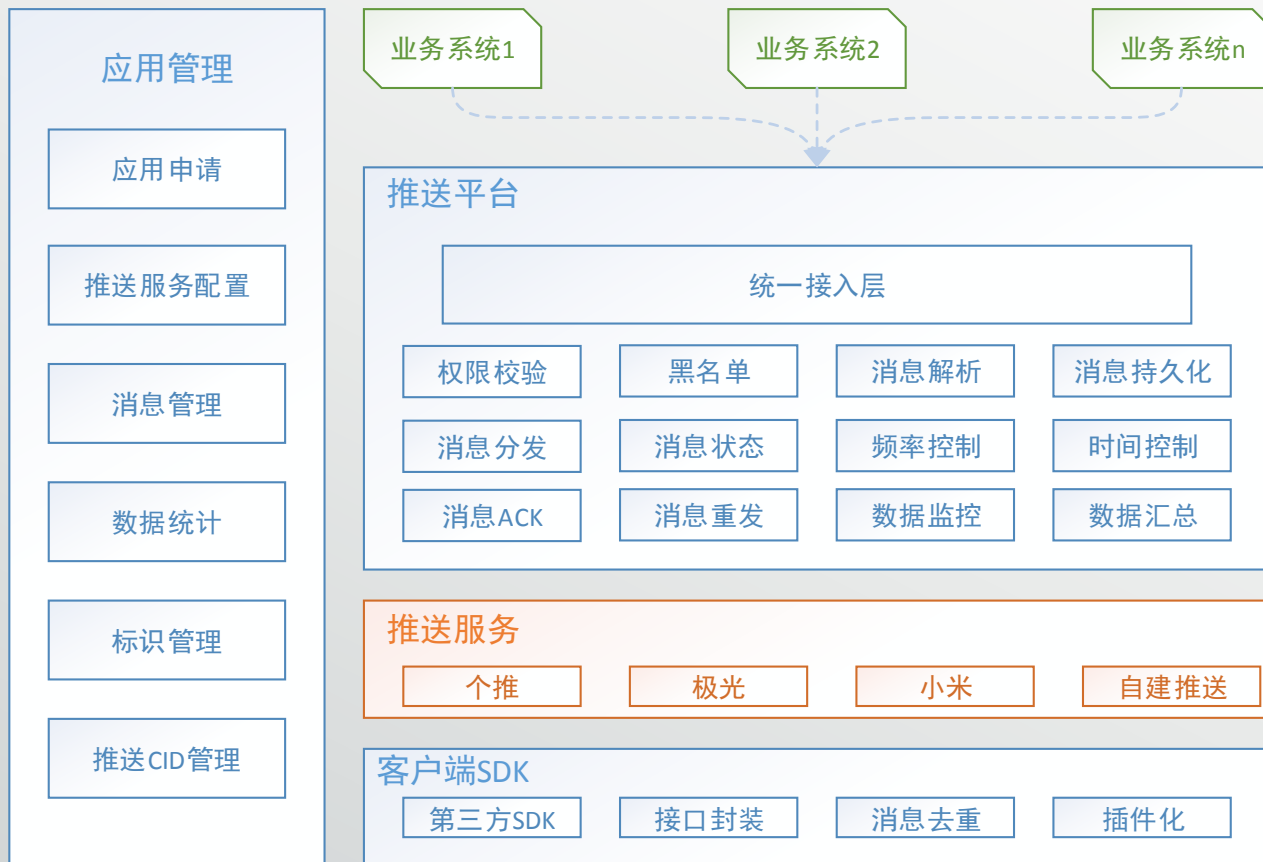 应用管理
应用申请
推送服务配置
消息管理
数据统计
标识管理
推送CID管理
业务系统1
业务系统2
业务系统n
推送平台
统一接入层
权限校验
黑名单
消息解析
消息持久化
消息分发
消息状态
频率控制
时间控制
消息ACK
消息重发
数据监控
数据汇总
推送服务
个推
极光
小米
自建推送
客户端SDK
第三方SDK
接口封装
消息去重
插件化